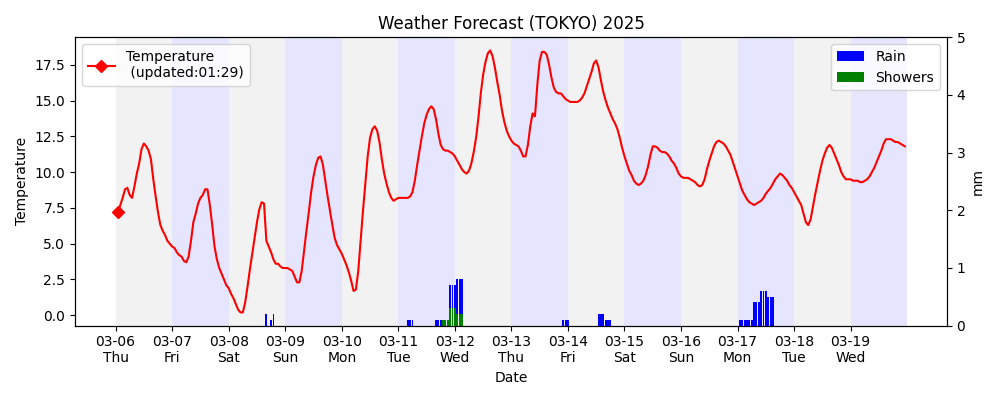 Weather Forecast (TOKYO) 2025
Temperature
(updated:01:29)
Rain
Showers
Temperature
17.5
15.0
12.5
10.0
7.5
5.0
2.5
0.0
5
4
3
2
1
0
mm
03-06 03-07 03-08 03-09 03-10 03-11 03-12 03-13 03-14 03-15 03-16 03-17 03-18 03-19
Thu Fri Sat Sun Mon Tue Wed Thu Fri Sat Sun Mon Tue Wed
Date